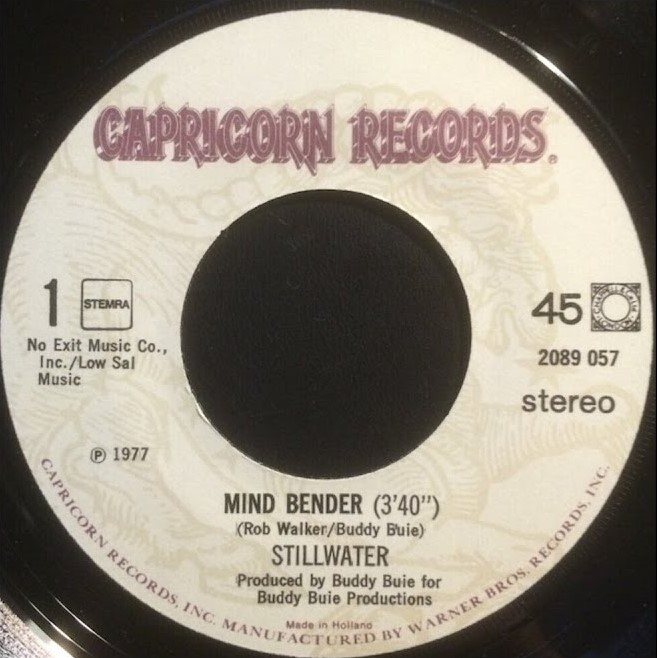 CAPRICORN RECORDS®
1 STEMRA
No Exit Music Co.,
Inc./Low Sal
Music
℗ 1977
45
2089 057
stereo
MIND BENDER (3'40")
(Rob Walker/Buddy Buie)
STILLWATER
Produced by Buddy Buie for
Buddy Buie Productions
Made in Holland
CAPRICORN RECORDS, INC. MANUFACTURED BY WARNER BROS. RECORDS, INC.